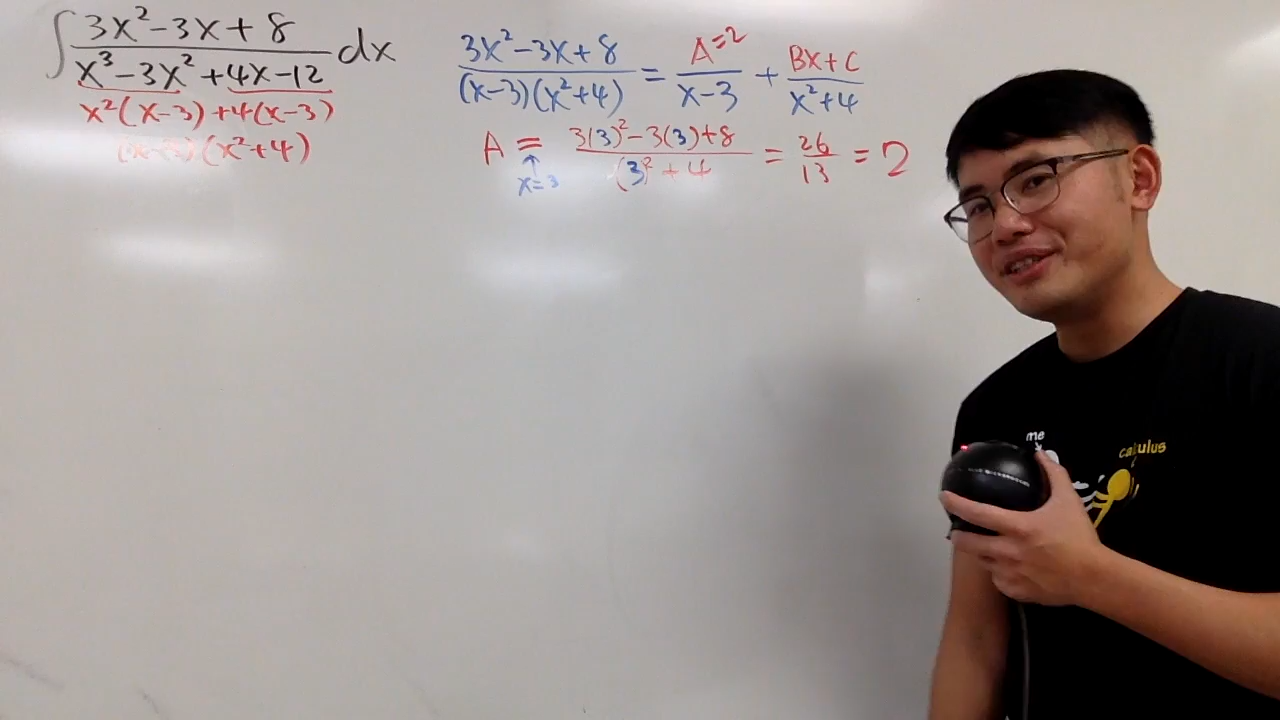 ∫ (3x²-3x+8)/(x³-3x²+4x-12) dx
x²(x-3)+4(x-3)
(x-3)(x²+4)
(3x²-3x+8)/((x-3)(x²+4)) = A=2/(x-3) + (Bx+C)/(x²+4)
A = (3(3)²-3(3)+8)/(3²+4) = 26/13 = 2
↑
x=3
me
calculus